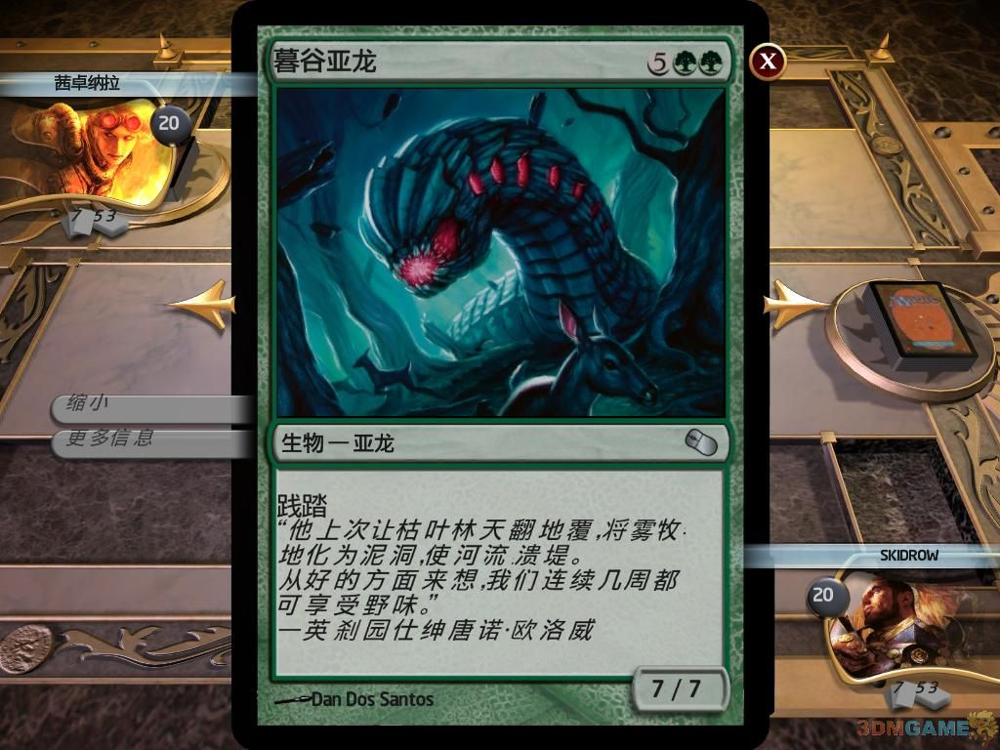 暮谷亚龙
5
X
茜卓纳拉
20
7 53
缩小
更多信息
生物 — 亚龙
践踏
“他上次让枯叶林天翻地覆,将雾牧
地化为泥洞,使河流溃堤。
从好的方面来想,我们连续几周都
可享受野味。”
—英刹园仕绅唐诺·欧洛威
7 / 7
Dan Dos Santos
SKIDROW
20
7 53
3DMGAME